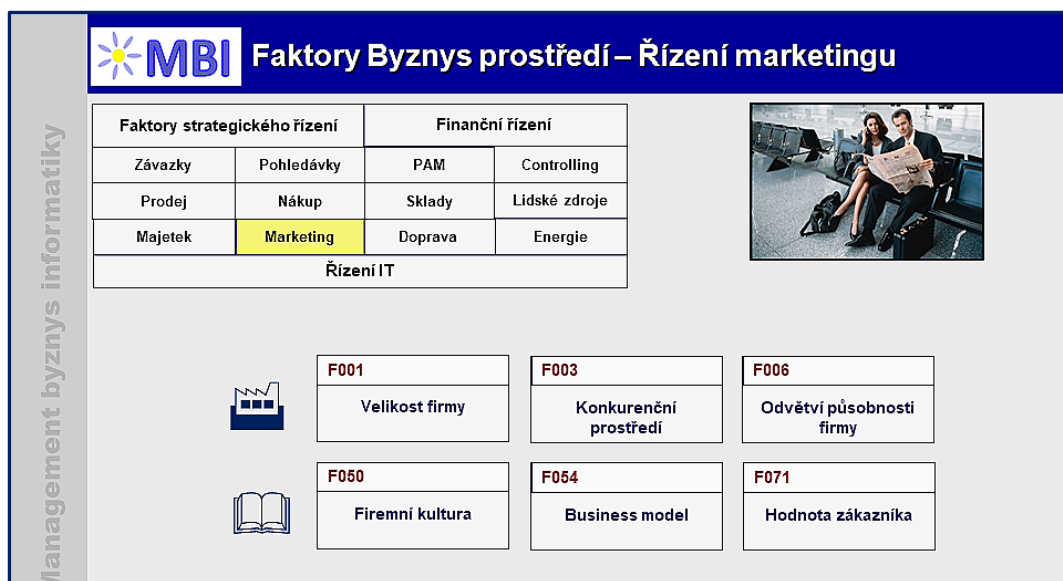 MBI
Faktory Byznys prostředí – Řízení marketingu
Management byznys informatiky
Faktory strategického řízení
Finanční řízení
Závazky
Pohledávky
PAM
Controlling
Prodej
Nákup
Sklady
Lidské zdroje
Majetek
Marketing
Doprava
Energie
Řízení IT
F001
Velikost firmy
F003
Konkurenční
prostředí
F006
Odvětví působnosti
firmy
F050
Firemní kultura
F054
Business model
F071
Hodnota zákazníka